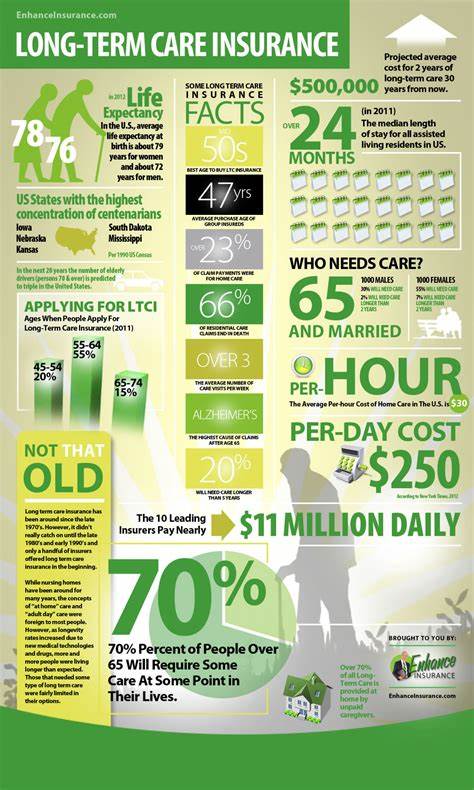 EnhanceInsurance.com
LONG-TERM CARE INSURANCE
78
76
in 2012 Life
Expectancy
In the U.S., average
life expectancy at
birth is about 79
years for women
and about 72
years for men.
US States with the highest
concentration of centenarians
Iowa
Nebraska
Kansas
South Dakota
Mississippi
Per 1990 US Census
In the next 20 years the number of elderly
drivers (persons 70 & over) is predicted
to triple in the United States.
APPLYING FOR LTCI
Ages When People Apply For
Long-Term Care Insurance (2011)
45-54
20%
55-64
55%
65-74
15%
NOT THAT
OLD
Long term care insurance has
been around since the late
1970's. However, it didn't
really catch on until the late
1980's and early 1990's and
only a handful of insurers
offered long term care
insurance in the beginning.
While nursing homes
have been around for
many years, the concepts
of "at home" care and
"adult day" care were
foreign to most people.
However, as longevity
rates increased due to
new medical technologies
and drugs, more and
more people were living
longer than expected.
Those that needed some
type of long term care
were fairly limited in
their options.
SOME LONG TERM CARE
INSURANCE
FACTS
MID
50s
BEST AGE TO BUY LTC INSURANCE
47yrs
AVERAGE PURCHASE AGE OF
GROUP INSUREDS
OVER
23%
OF CLAIM PAYMENTS WERE
FOR HOME CARE
66%
OF RESIDENTIAL CARE
CLAIMS END IN DEATH
OVER 3
THE AVERAGE NUMBER OF
CARE VISITS PER WEEK
ALZHEIMER'S
THE HIGHEST CAUSE OF CLAIMS
AFTER AGE 65
20%
WILL NEED CARE LONGER
THAN 5 YEARS
$500,000
Projected average
cost for 2 years of
long-term care 30
years from now.
OVER 24
MONTHS
(in 2011)
The median length
of stay for all assisted
living residents in US.
WHO NEEDS CARE?
65
AND MARRIED
1000 MALES
30% WILL NEED CARE
2% WILL NEED CARE
LONGER THAN
2 YEARS
1000 FEMALES
55% WILL NEED CARE
7% WILL NEED CARE
LONGER THAN
2 YEARS
PER-HOUR
The Average Per-hour Cost of Home Care in The U.S. is $30
PER-DAY COST
$250
According to New York Times, 2012
The 10 Leading
Insurers Pay Nearly
$11 MILLION DAILY
70%
70% Percent of People Over
65 Will Require Some
Care At Some Point in
Their Lives.
Over 70%
of all Long-
Term Care is
provided at
home by
unpaid
caregivers.
BROUGHT TO YOU BY:
Enhance
INSURANCE
EnhanceInsurance.com